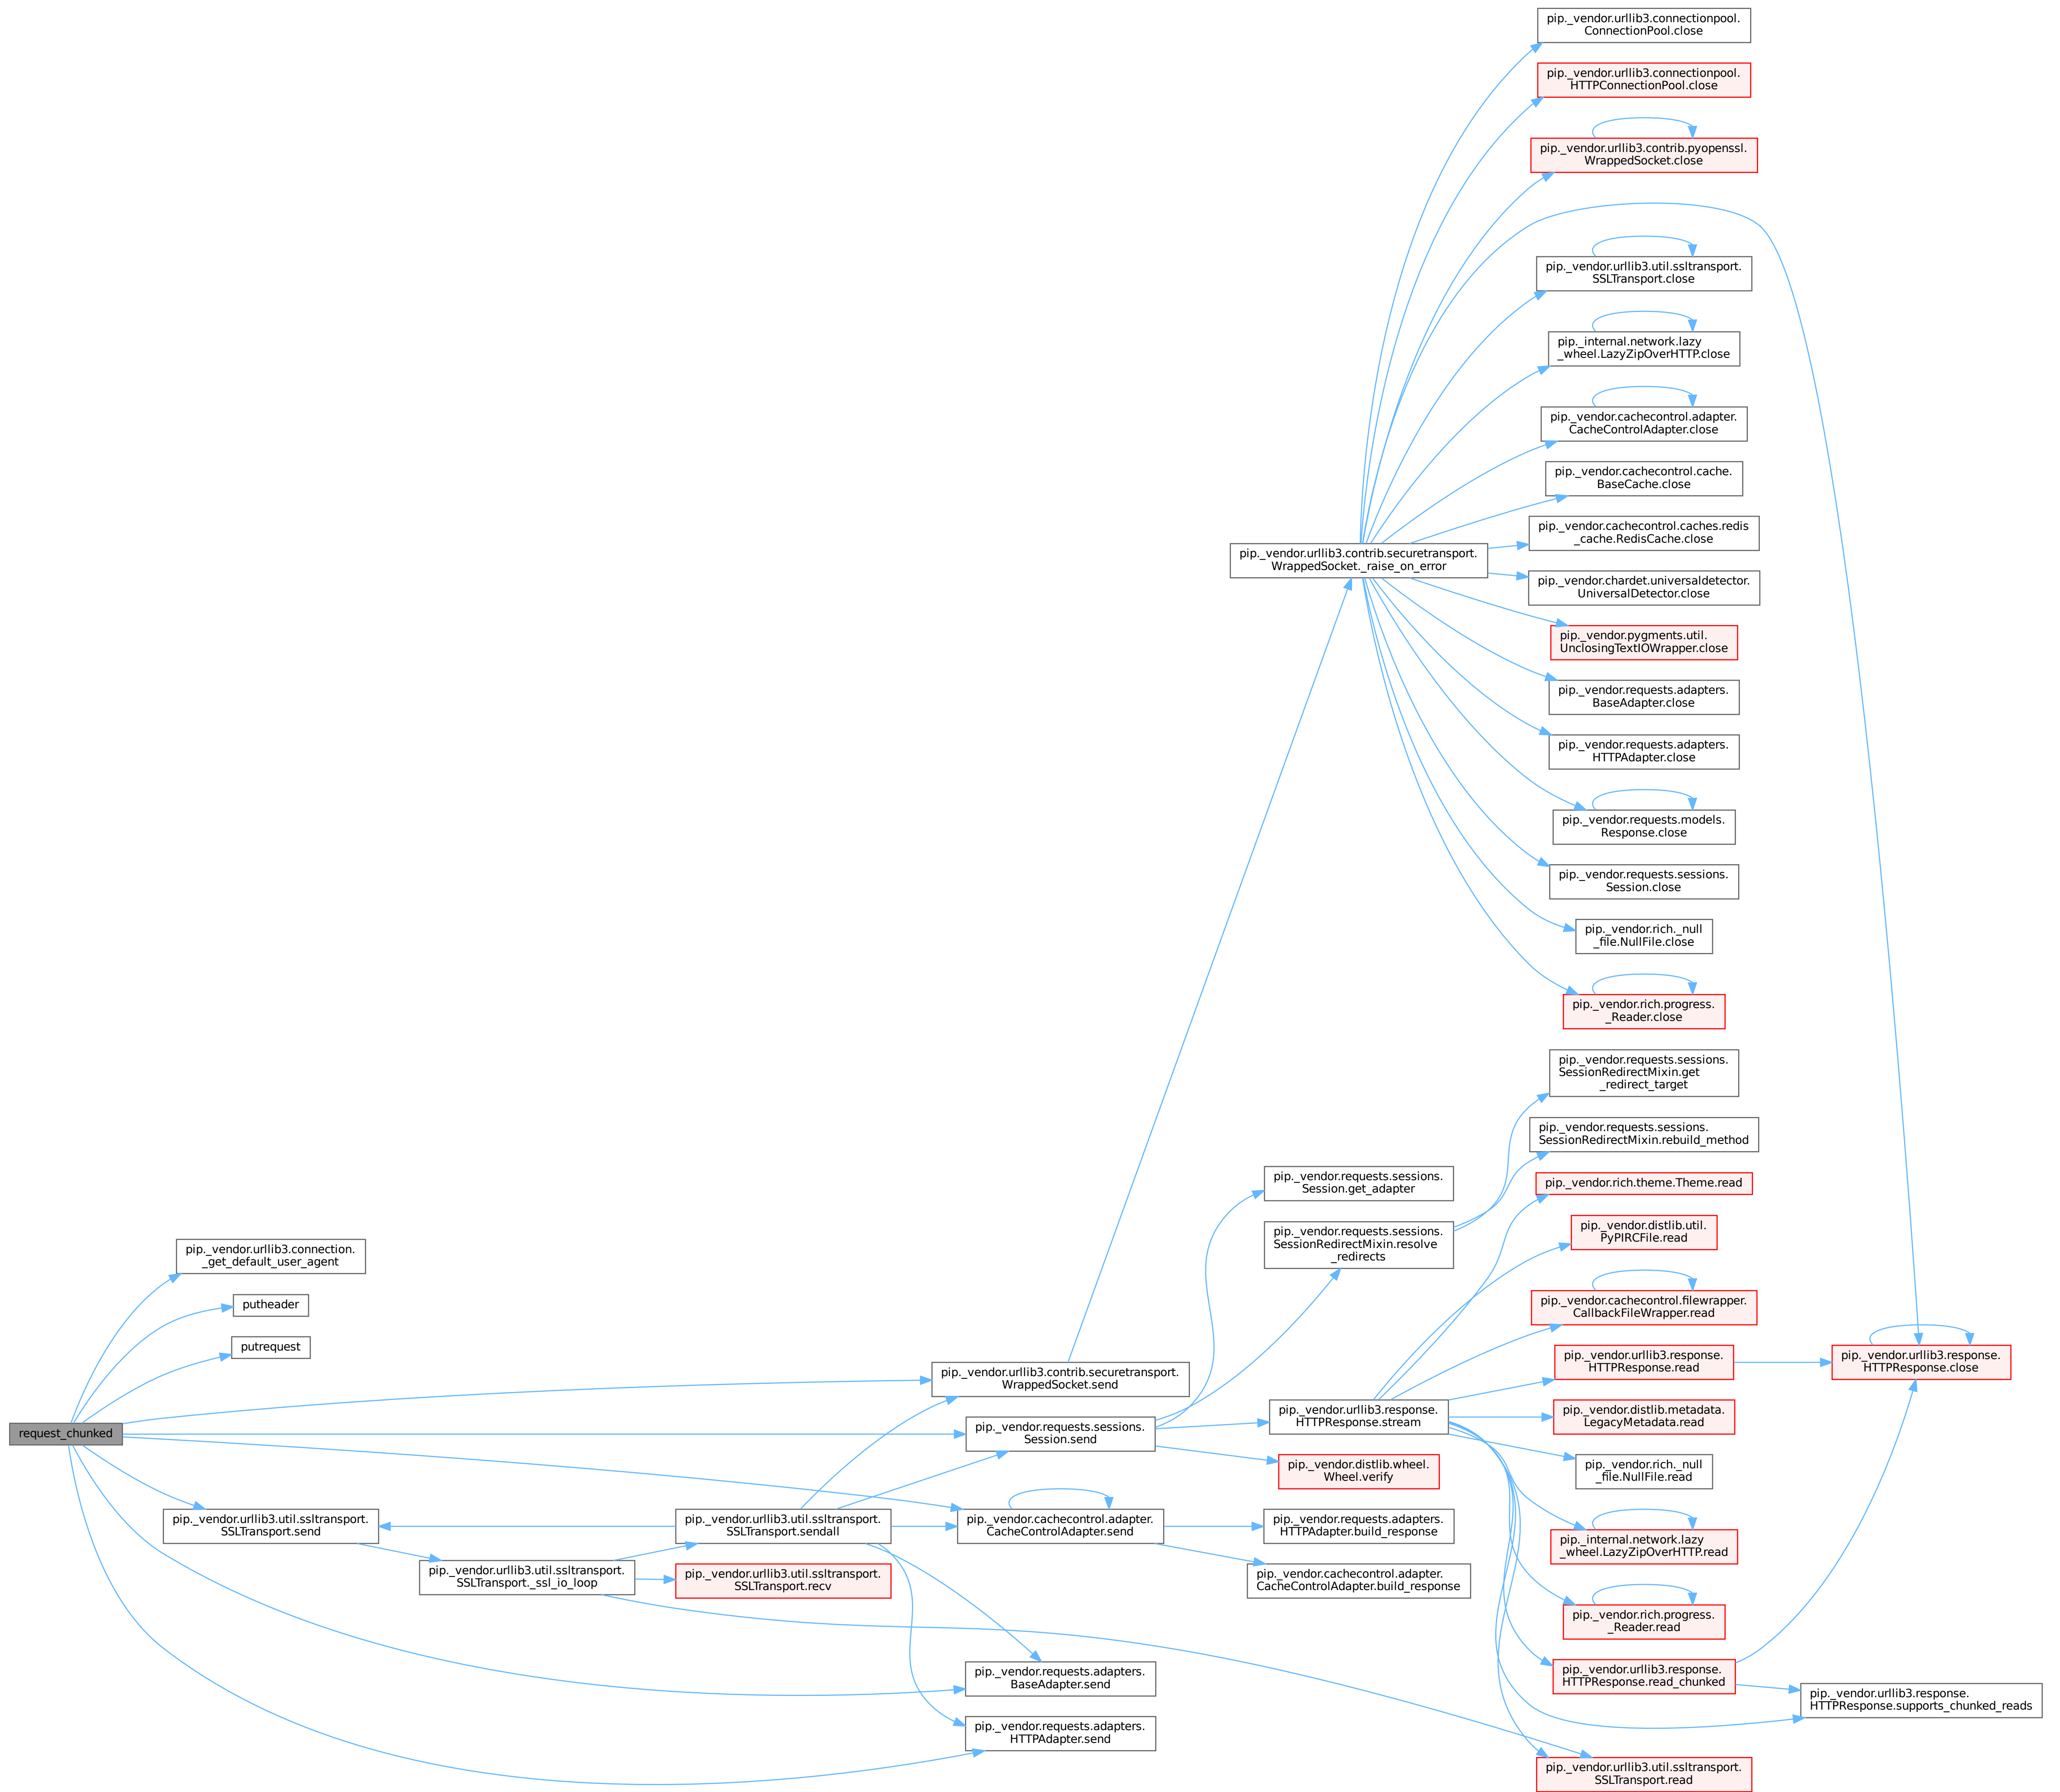 pip._vendor.urllib3.connectionpool.
ConnectionPool.close
pip._vendor.urllib3.connectionpool.
HTTPConnectionPool.close
pip._vendor.urllib3.contrib.pyopenssl.
WrappedSocket.close
pip._vendor.urllib3.util.ssltransport.
SSLTransport.close
pip._internal.network.lazy
_wheel.LazyZipOverHTTP.close
pip._vendor.cachecontrol.adapter.
CacheControlAdapter.close
pip._vendor.cachecontrol.cache.
BaseCache.close
pip._vendor.cachecontrol.caches.redis
_cache.RedisCache.close
pip._vendor.urllib3.contrib.securetransport.
WrappedSocket._raise_on_error
pip._vendor.chardet.universaldetector.
UniversalDetector.close
pip._vendor.pygments.util.
UnclosingTextIOWrapper.close
pip._vendor.requests.adapters.
BaseAdapter.close
pip._vendor.requests.adapters.
HTTPAdapter.close
pip._vendor.requests.models.
Response.close
pip._vendor.requests.sessions.
Session.close
pip._vendor.rich._null
_file.NullFile.close
pip._vendor.rich.progress.
_Reader.close
pip._vendor.requests.sessions.
SessionRedirectMixin.get
_redirect_target
pip._vendor.requests.sessions.
SessionRedirectMixin.rebuild_method
pip._vendor.requests.sessions.
Session.get_adapter
pip._vendor.rich.theme.Theme.read
pip._vendor.requests.sessions.
SessionRedirectMixin.resolve
_redirects
pip._vendor.distlib.util.
PyPIRCFile.read
pip._vendor.urllib3.connection.
_get_default_user_agent
putheader
putrequest
pip._vendor.cachecontrol.filewrapper.
CallbackFileWrapper.read
pip._vendor.urllib3.response.
HTTPResponse.read
pip._vendor.urllib3.response.
HTTPResponse.close
pip._vendor.urllib3.contrib.securetransport.
WrappedSocket.send
request_chunked
pip._vendor.requests.sessions.
Session.send
pip._vendor.urllib3.response.
HTTPResponse.stream
pip._vendor.distlib.metadata.
LegacyMetadata.read
pip._vendor.distlib.wheel.
Wheel.verify
pip._vendor.rich._null
_file.NullFile.read
pip._vendor.urllib3.util.ssltransport.
SSLTransport.send
pip._vendor.urllib3.util.ssltransport.
SSLTransport.sendall
pip._vendor.cachecontrol.adapter.
CacheControlAdapter.send
pip._vendor.requests.adapters.
HTTPAdapter.build_response
pip._internal.network.lazy
_wheel.LazyZipOverHTTP.read
pip._vendor.urllib3.util.ssltransport.
SSLTransport._ssl_io_loop
pip._vendor.urllib3.util.ssltransport.
SSLTransport.recv
pip._vendor.cachecontrol.adapter.
CacheControlAdapter.build_response
pip._vendor.rich.progress.
_Reader.read
pip._vendor.requests.adapters.
BaseAdapter.send
pip._vendor.urllib3.response.
HTTPResponse.read_chunked
pip._vendor.urllib3.response.
HTTPResponse.supports_chunked_reads
pip._vendor.requests.adapters.
HTTPAdapter.send
pip._vendor.urllib3.util.ssltransport.
SSLTransport.read